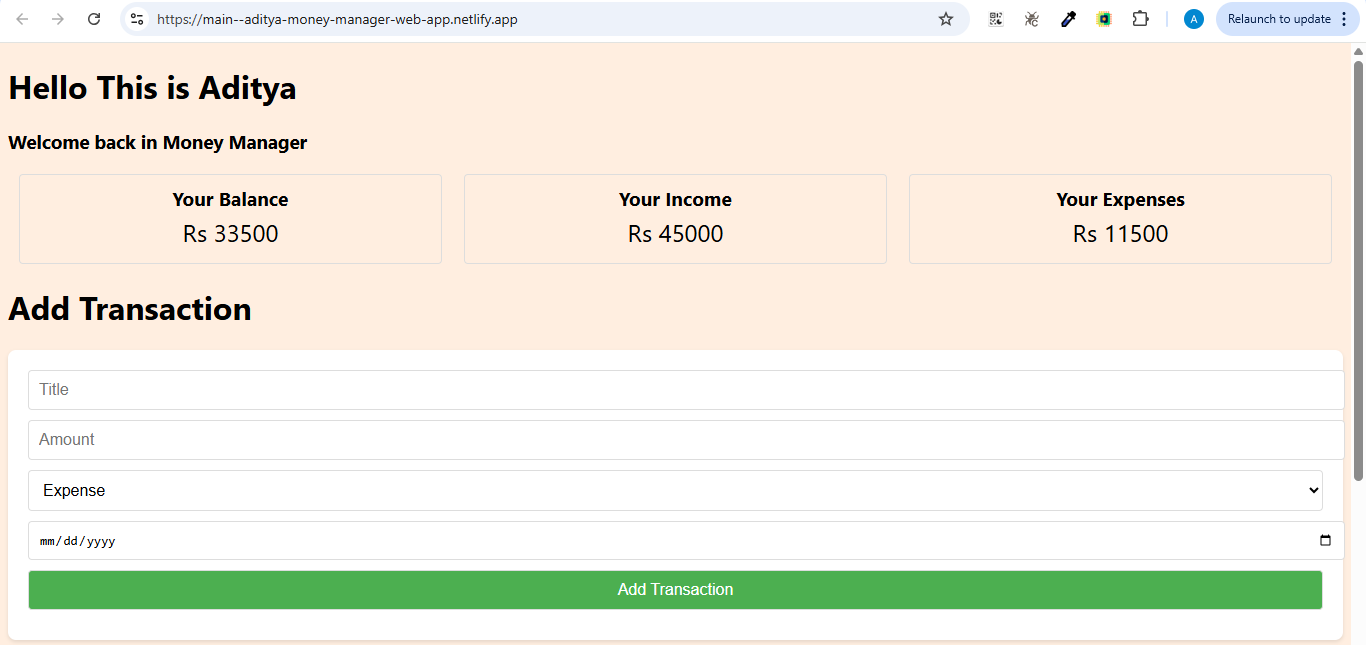 https://main--aditya-money-manager-web-app.netlify.app
A
Relaunch to update
Hello This is Aditya
Welcome back in Money Manager
Your Balance
Rs 33500
Your Income
Rs 45000
Your Expenses
Rs 11500
Add Transaction
Title
Amount
Expense
mm/dd/yyyy
Add Transaction